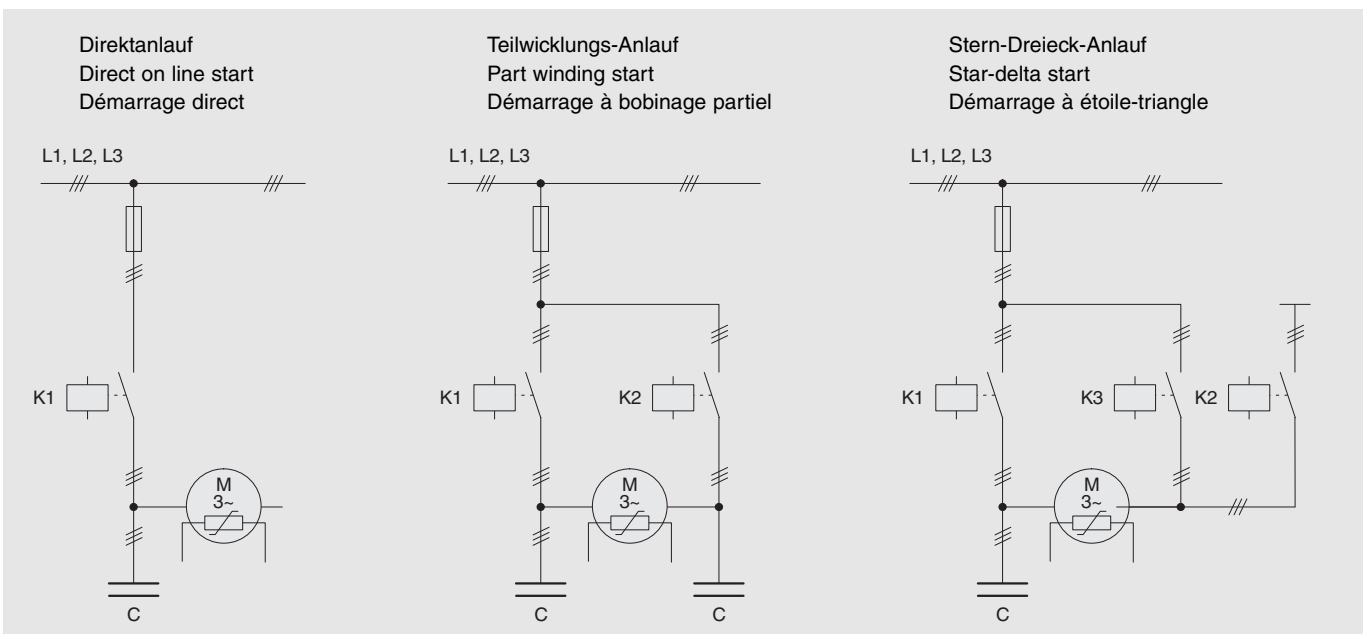 Direktanlauf
Direct on line start
Démarrage direct
L1, L2, L3
K1
M
3~
C
Teilwicklungs-Anlauf
Part winding start
Démarrage à bobinage partiel
L1, L2, L3
K1
K2
M
3~
C
C
Stern-Dreieck-Anlauf
Star-delta start
Démarrage à étoile-triangle
L1, L2, L3
K1
K3
K2
M
3~
C